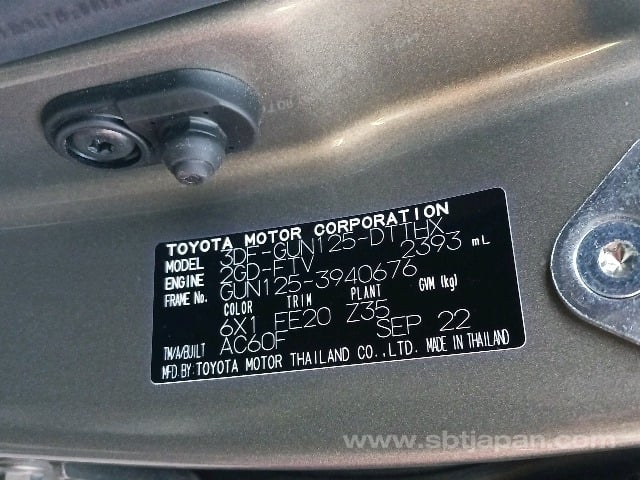 TOYOTA MOTOR CORPORATION
MODEL 3DF-GUN125-DTTHX
ENGINE 2GD-FTV 2393 mL
FRAME No. GUN125-3940676
COLOR TRIM PLANT GVM (kg)
6X1 EE20 Z35
TM/A/BUILT AC60F SEP 22
MFD.BY:TOYOTA MOTOR THAILAND CO.,LTD. MADE IN THAILAND
www.sbtjapan.com